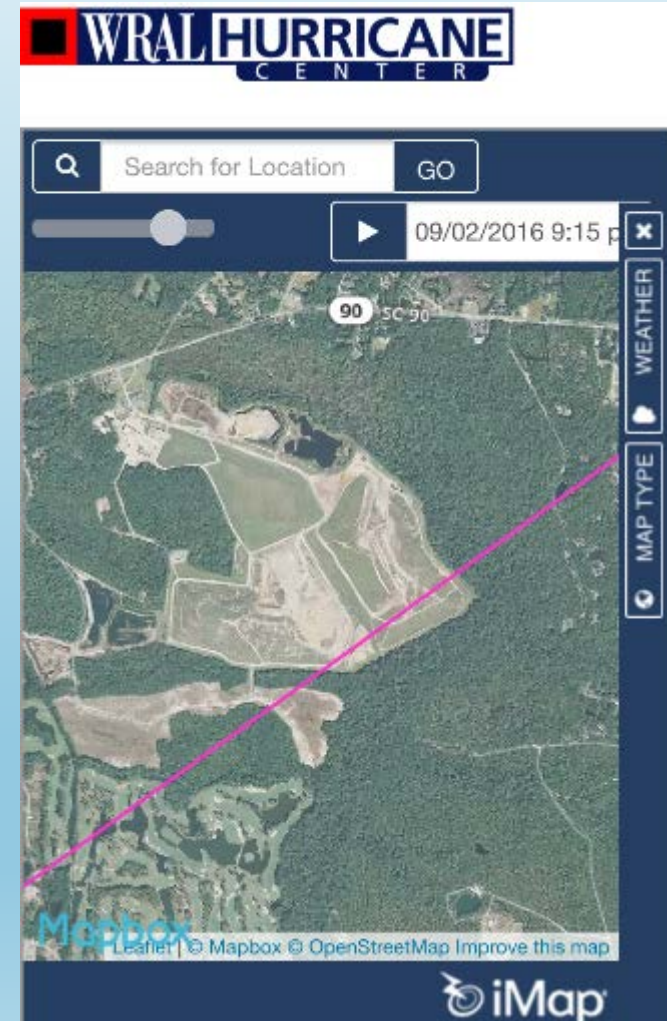 WRAL HURRICANE
CENTER
Search for Location GO
09/02/2016 9:15 p
90 SC 90
WEATHER
MAP TYPE
Mapbox
Leaflet | © Mapbox © OpenStreetMap Improve this map
iMap